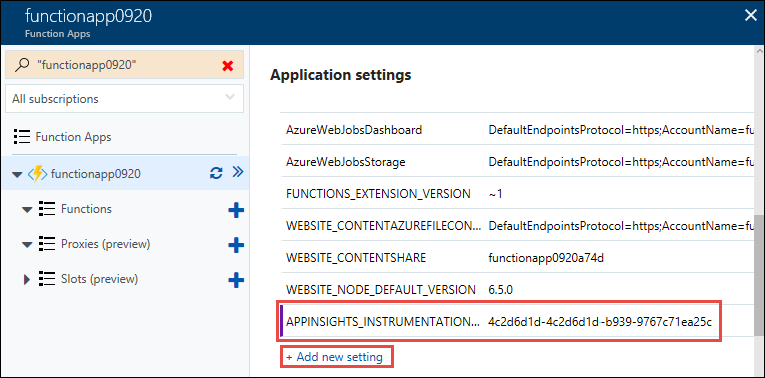 functionapp0920
Function Apps
"functionapp0920"
All subscriptions
Function Apps
functionapp0920
Functions
Proxies (preview)
Slots (preview)
Application settings
AzureWebJobsDashboard DefaultEndpointsProtocol=https;AccountName=fu
AzureWebJobsStorage DefaultEndpointsProtocol=https;AccountName=fu
FUNCTIONS_EXTENSION_VERSION ~1
WEBSITE_CONTENTAZUREFILECON... DefaultEndpointsProtocol=https;AccountName=fu
WEBSITE_CONTENTSHARE functionapp0920a74d
WEBSITE_NODE_DEFAULT_VERSION 6.5.0
APPINSIGHTS_INSTRUMENTATION... 4c2d6d1d-4c2d6d1d-b939-9767c71ea25c
+ Add new setting